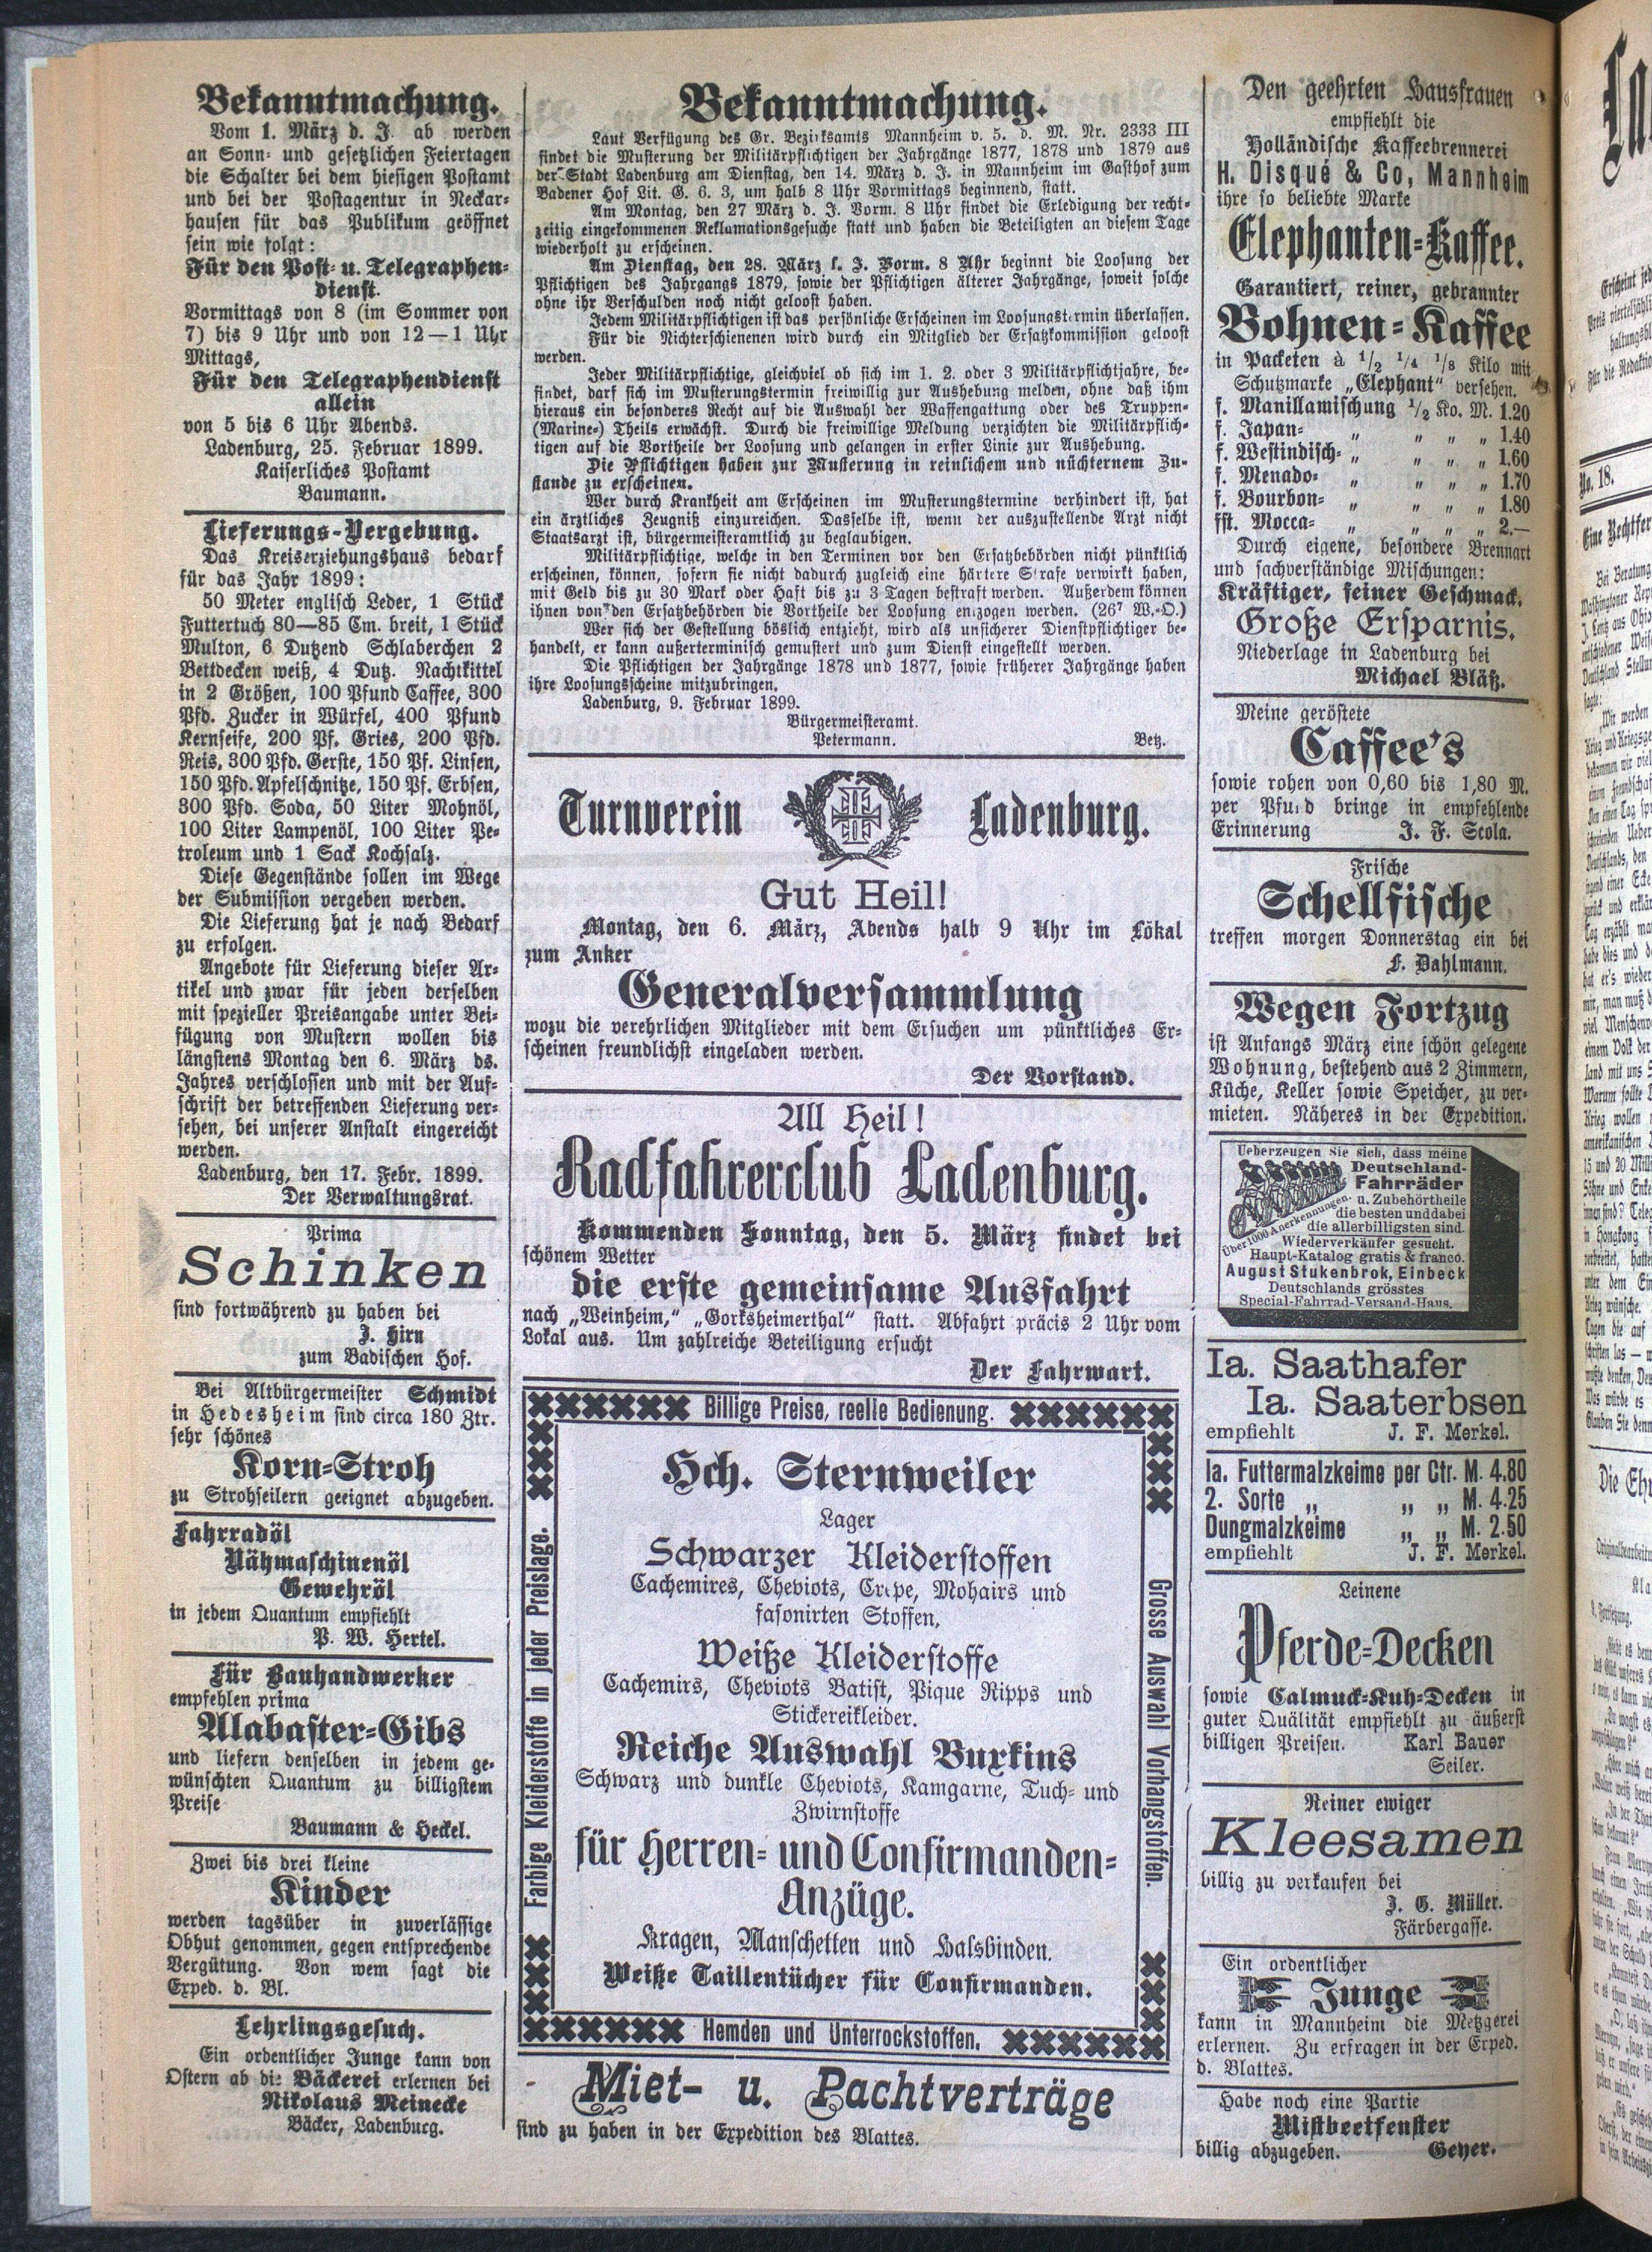 Bekanntmachung.
Vom 1. März d. J. ab werden
an Sonn- und gesetzlichen Feiertagen
die Schalter bei dem hiesigen Postamt
und bei der Postagentur in Neckar-
hausen für das Publikum geöffnet
sein wie folgt:
Für den Post- u. Telegraphen-
dienst.
Vormittags von 8 (im Sommer von
7) bis 9 Uhr und von 12—1 Uhr
Mittags,
Für den Telegraphendienst
allein
von 5 bis 6 Uhr Abends.
Ladenburg, 25. Februar 1899.
Kaiserliches Postamt
Baumann.
Lieferungs-Vergebung.
Das Kreiserziehungshaus bedarf
für das Jahr 1899:
50 Meter englisch Leder, 1 Stück
Futtertuch 80—85 Cm. breit, 1 Stück
Multon, 6 Dutzend Schlaberchen 2
Bettdecken weiß, 4 Dutz. Nachtkittel
in 2 Größen, 100 Pfund Caffee, 300
Pfd. Zucker in Würfel, 400 Pfund
Kernseife, 200 Pf. Gries, 200 Pfd.
Reis, 300 Pfd. Gerste, 150 Pf. Linsen,
150 Pfd. Apfelschnitze, 150 Pf. Erbsen,
300 Pfd. Soda, 50 Liter Mohnöl,
100 Liter Lampenöl, 100 Liter Pe-
troleum und 1 Sack Kochsalz.
Diese Gegenstände sollen im Wege
der Submission vergeben werden.
Die Lieferung hat je nach Bedarf
zu erfolgen.
Angebote für Lieferung dieser Ar-
tikel und zwar für jeden derselben
mit spezieller Preisangabe unter Bei-
fügung von Mustern wollen bis
längstens Montag den 6. März ds.
Jahres verschlossen und mit der Auf-
schrift der betreffenden Lieferung ver-
sehen, bei unserer Anstalt eingereicht
werden.
Ladenburg, den 17. Febr. 1899.
Der Verwaltungsrat.
Prima
Schinken
sind fortwährend zu haben bei
J. Hirn
zum Badischen Hof.
Bei Altbürgermeister Schmidt
in Hedesheim sind circa 180 Ztr.
sehr schönes
Korn-Stroh
zu Strohseilern geeignet abzugeben.
Fahrradöl
Nähmaschinenöl
Gewehröl
in jedem Quantum empfiehlt
P. W. Hertel.
Für Bauhandwerker
empfehlen prima
Alabaster-Gibs
und liefern denselben in jedem ge-
wünschten Quantum zu billigstem
Preise
Baumann & Heckel.
Zwei bis drei kleine
Kinder
werden tagsüber in zuverlässige
Obhut genommen, gegen entsprechende
Vergütung. Von wem sagt die
Exped. d. Bl.
Lehrlingsgesuch.
Ein ordentlicher Junge kann von
Ostern ab die Bäckerei erlernen bei
Nikolaus Meinecke
Bäcker, Ladenburg.
Bekanntmachung.
Laut Verfügung des Gr. Bezirksamts Mannheim v. 5. d. M. Nr. 2333 III
findet die Musterung der Militärpflichtigen der Jahrgänge 1877, 1878 und 1879 aus
der Stadt Ladenburg am Dienstag, den 14. März d. J. in Mannheim im Gasthof zum
Badener Hof Lit. G. 6. 3, um halb 8 Uhr Vormittags beginnend, statt.
Am Montag, den 27 März d. J. Vorm. 8 Uhr findet die Erledigung der recht-
zeitig eingekommenen Reklamationsgesuche statt und haben die Beteiligten an diesem Tage
wiederholt zu erscheinen.
Am Dienstag, den 28. März l. J. Vorm. 8 Uhr beginnt die Loosung der
Pflichtigen des Jahrgangs 1879, sowie der Pflichtigen älterer Jahrgänge, soweit solche
ohne ihr Verschulden noch nicht geloost haben.
Jedem Militärpflichtigen ist das persönliche Erscheinen im Loosungstermin überlassen.
Für die Nichterschienenen wird durch ein Mitglied der Ersatzkommission geloost
werden.
Jeder Militärpflichtige, gleichviel ob sich im 1. 2. oder 3 Militärpflichtjahre, be-
findet, darf sich im Musterungstermin freiwillig zur Aushebung melden, ohne daß ihm
hieraus ein besonderes Recht auf die Auswahl der Waffengattung oder des Truppen-
(Marine-) Theils erwächst. Durch die freiwillige Meldung verzichten die Militärpflich-
tigen auf die Vortheile der Loosung und gelangen in erster Linie zur Aushebung.
Die Pflichtigen haben zur Musterung in reinlichem und nüchternem Zu-
stande zu erscheinen.
Wer durch Krankheit am Erscheinen im Musterungstermine verhindert ist, hat
ein ärztliches Zeugniß einzureichen. Dasselbe ist, wenn der auszustellende Arzt nicht
Staatsarzt ist, bürgermeisteramtlich zu beglaubigen.
Militärpflichtige, welche in den Terminen vor den Ersatzbehörden nicht pünktlich
erscheinen, können, sofern sie nicht dadurch zugleich eine härtere Strafe verwirkt haben,
mit Geld bis zu 30 Mark oder Haft bis zu 3 Tagen bestraft werden. Außerdem können
ihnen von den Ersatzbehörden die Vortheile der Loosung entzogen werden. (26⁷ W.-O.)
Wer sich der Gestellung böslich entzieht, wird als unsicherer Dienstpflichtiger be-
handelt, er kann außerterminisch gemustert und zum Dienst eingestellt werden.
Die Pflichtigen der Jahrgänge 1878 und 1877, sowie früherer Jahrgänge haben
ihre Loosungsscheine mitzubringen.
Ladenburg, 9. Februar 1899.
Bürgermeisteramt.
Petermann. Betz.
Turnverein Ladenburg.
Gut Heil!
Montag, den 6. März, Abends halb 9 Uhr im Lokal
zum Anker
Generalversammlung
wozu die verehrlichen Mitglieder mit dem Ersuchen um pünktliches Er-
scheinen freundlichst eingeladen werden.
Der Vorstand.
All Heil!
Radfahrerclub Ladenburg.
Kommenden Sonntag, den 5. März findet bei
schönem Wetter
die erste gemeinsame Ausfahrt
nach „Weinheim,“ „Gorksheimerthal“ statt. Abfahrt präcis 2 Uhr vom
Lokal aus. Um zahlreiche Beteiligung ersucht
Der Fahrwart.
Billige Preise, reelle Bedienung.
Farbige Kleiderstoffe in jeder Preislage.
Hch. Sternweiler
Lager
Schwarzer Kleiderstoffen
Cachemires, Cheviots, Crepe, Mohairs und
fasonirten Stoffen.
Weiße Kleiderstoffe
Cachemirs, Cheviots Batist, Pique Ripps und
Stickereikleider.
Reiche Auswahl Buxkins
Schwarz und dunkle Cheviots, Kamgarne, Tuch- und
Zwirnstoffe
für Herren- und Confirmanden-
Anzüge.
Kragen, Manschetten und Halsbinden.
Weiße Taillentücher für Confirmanden.
Grosse Auswahl Vorhangstoffen.
Hemden und Unterrockstoffen.
Miet- u. Pachtverträge
sind zu haben in der Expedition des Blattes.
Den geehrten Hausfrauen
empfiehlt die
Holländische Kaffeebrennerei
H. Disqué & Co, Mannheim
ihre so beliebte Marke
Elephanten-Kaffee.
Garantiert, reiner, gebrannter
Bohnen-Kaffee
in Packeten à 1/2 1/4 1/8 Kilo mit
Schutzmarke „Elephant“ versehen.
f. Manillamischung 1/2 Ko. M. 1.20
f. Japan- „ „ „ „ 1.40
f. Westindisch- „ „ „ „ 1.60
f. Menado- „ „ „ „ 1.70
f. Bourbon- „ „ „ „ 1.80
fst. Mocca- „ „ „ „ 2.—
Durch eigene, besondere Brennart
und sachverständige Mischungen:
Kräftiger, feiner Geschmack.
Große Ersparnis.
Niederlage in Ladenburg bei
Michael Bläß.
Meine geröstete
Caffee's
sowie rohen von 0,60 bis 1,80 M.
per Pfund bringe in empfehlende
Erinnerung J. F. Scola.
Frische
Schellfische
treffen morgen Donnerstag ein bei
F. Dahlmann.
Wegen Fortzug
ist Anfangs März eine schön gelegene
Wohnung, bestehend aus 2 Zimmern,
Küche, Keller sowie Speicher, zu ver-
mieten. Näheres in der Expedition.
Ueberzeugen Sie sich, dass meine
Deutschland-
Fahrräder
u. Zubehörtheile
die besten und dabei
die allerbilligsten sind.
Über 1000 Anerkennungen.
Wiederverkäufer gesucht.
Haupt-Katalog gratis & franco.
August Stukenbrok, Einbeck
Deutschlands grösstes
Special-Fahrrad-Versand-Haus.
Ia. Saathafer
Ia. Saaterbsen
empfiehlt J. F. Merkel.
Ia. Futtermalzkeime per Ctr. M. 4.80
2. Sorte „ „ „ M. 4.25
Dungmalzkeime „ „ M. 2.50
empfiehlt J. F. Merkel.
Leinene
Pferde-Decken
sowie Calmuck-Kuh-Decken in
guter Quälität empfiehlt zu äußerst
billigen Preisen. Karl Bauer
Seiler.
Reiner ewiger
Kleesamen
billig zu verkaufen bei
J. G. Müller.
Färbergasse.
Ein ordentlicher
Junge
kann in Mannheim die Metzgerei
erlernen. Zu erfragen in der Exped.
d. Blattes.
Habe noch eine Partie
Mistbeetfenster
billig abzugeben. Geyer.
No. 18.